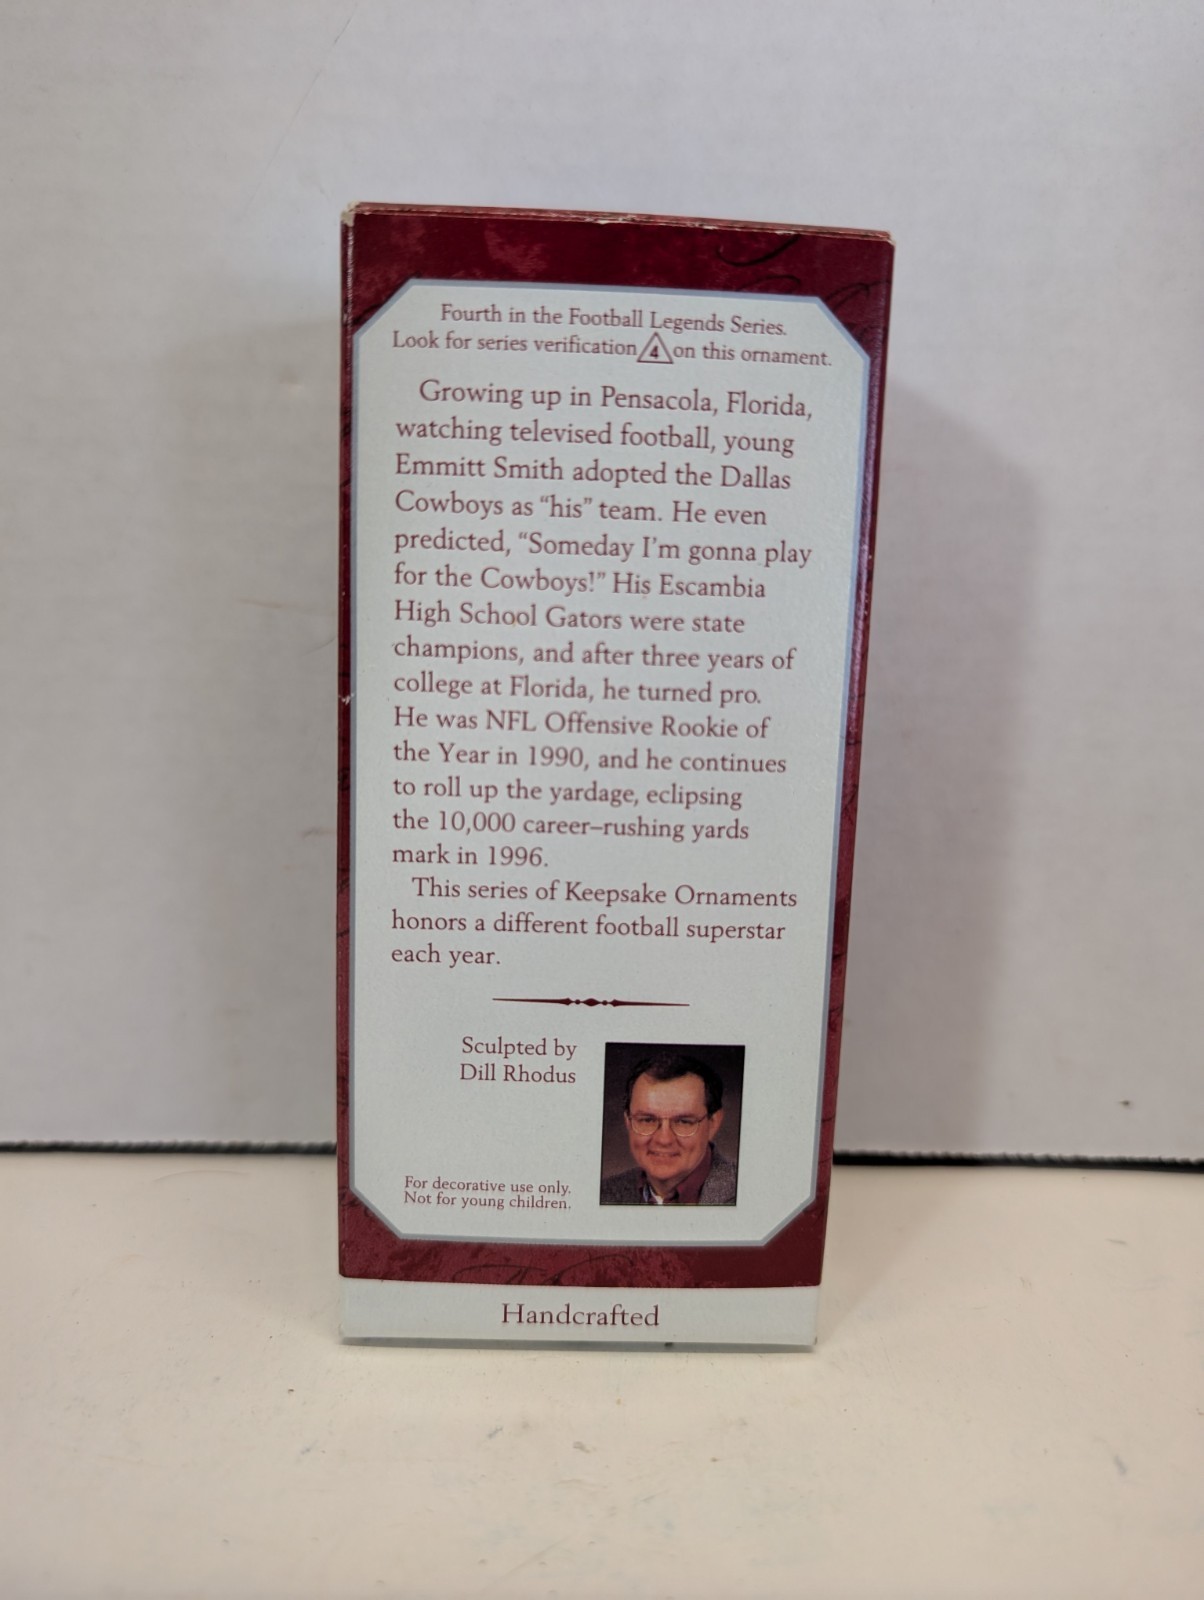 Fourth in the Football Legends Series.
Look for series verification 4 on this ornament.
Growing up in Pensacola, Florida,
watching televised football, young
Emmitt Smith adopted the Dallas
Cowboys as “his” team. He even
predicted, “Someday I'm gonna play
for the Cowboys!” His Escambia
High School Gators were state
champions, and after three years of
college at Florida, he turned pro.
He was NFL Offensive Rookie of
the Year in 1990, and he continues
to roll up the yardage, eclipsing
the 10,000 career–rushing yards
mark in 1996.
This series of Keepsake Ornaments
honors a different football superstar
each year.
Sculpted by
Dill Rhodus
For decorative use only.
Not for young children.
Handcrafted